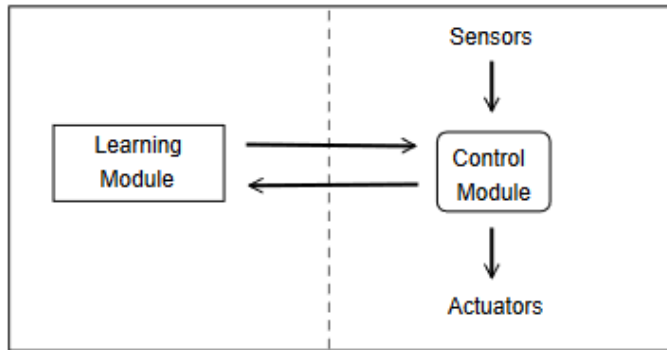 Sensors
Learning
Module
Control
Module
Actuators